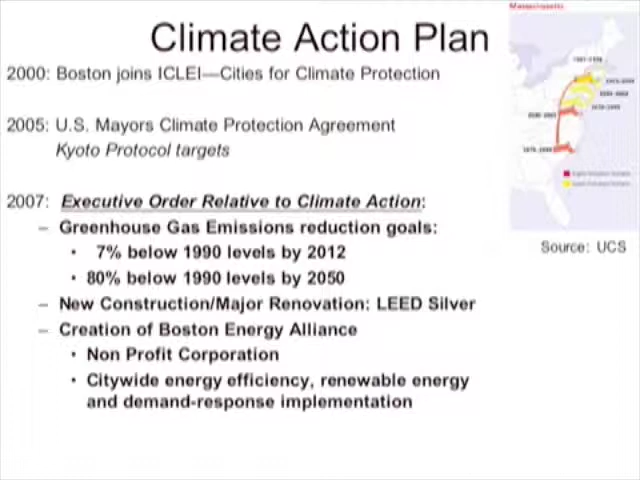 Climate Action Plan
Massachusetts
2000: Boston joins ICLEI—Cities for Climate Protection
2005: U.S. Mayors Climate Protection Agreement
Kyoto Protocol targets
2007: Executive Order Relative to Climate Action:
– Greenhouse Gas Emissions reduction goals:
• 7% below 1990 levels by 2012
• 80% below 1990 levels by 2050
– New Construction/Major Renovation: LEED Silver
– Creation of Boston Energy Alliance
• Non Profit Corporation
• Citywide energy efficiency, renewable energy
and demand-response implementation
Source: UCS